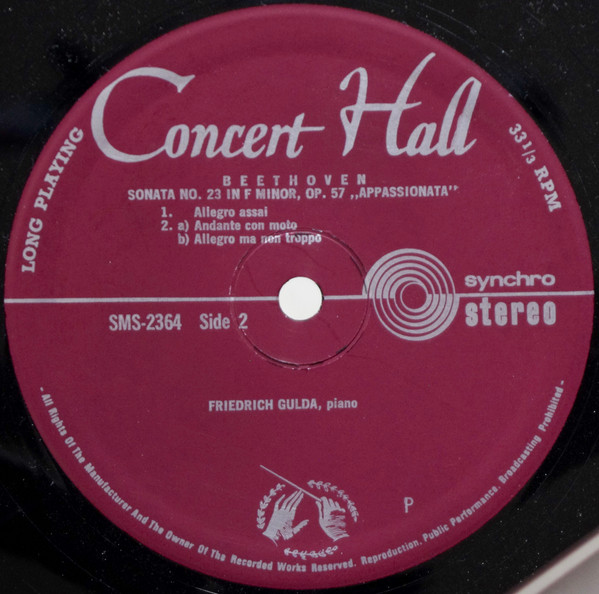 Concert Hall
LONG PLAYING
33 1/3 RPM
BEETHOVEN
SONATA NO. 23 IN F MINOR, OP. 57 „APPASSIONATA"
1. Allegro assai
2. a) Andante con moto
b) Allegro ma non troppo
synchro
stereo
SMS-2364 Side 2
FRIEDRICH GULDA, piano
P
- All Rights Of The Manufacturer And The Owner Of The Recorded Works Reserved. Reproduction. Public Performance. Broadcasting Prohibited -